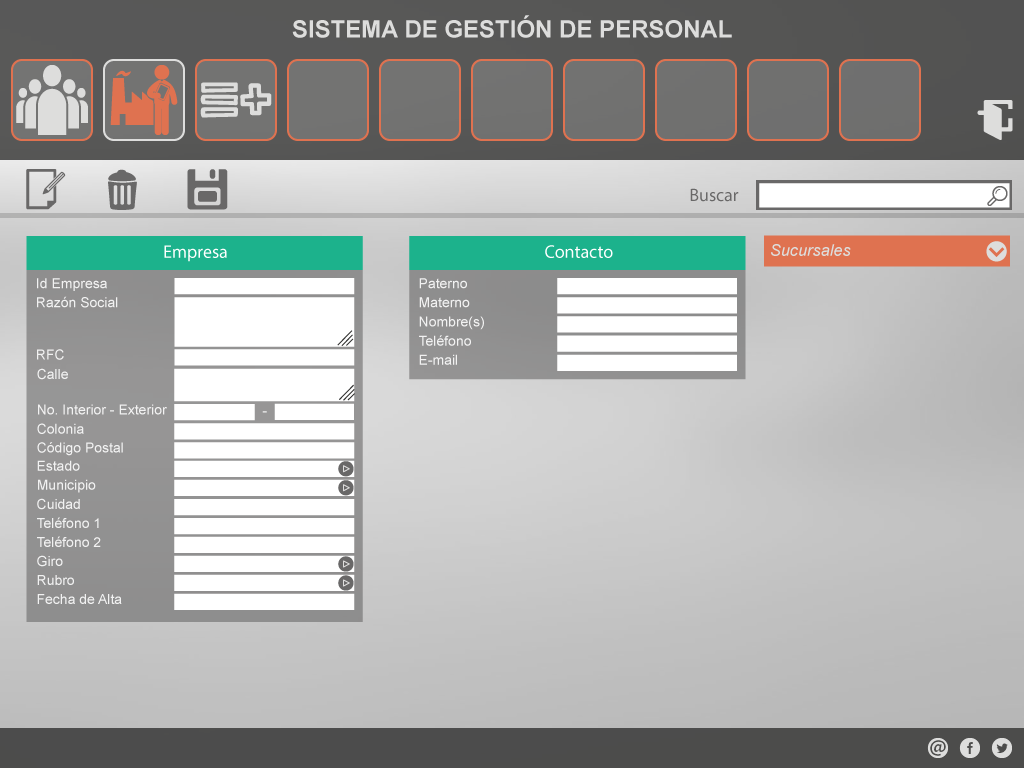 SISTEMA DE GESTIÓN DE PERSONAL
Buscar
Empresa
Id Empresa
Razón Social
RFC
Calle
No. Interior - Exterior
-
Colonia
Código Postal
Estado
Municipio
Cuidad
Teléfono 1
Teléfono 2
Giro
Rubro
Fecha de Alta
Contacto
Paterno
Materno
Nombre(s)
Teléfono
E-mail
Sucursales